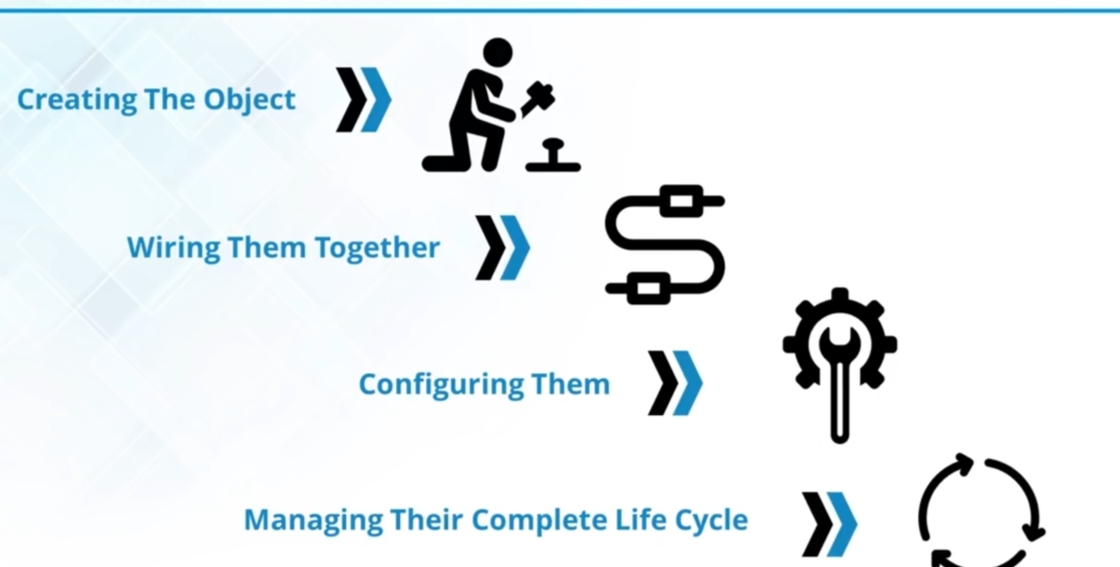 Creating The Object
Wiring Them Together
Configuring Them
Managing Their Complete Life Cycle